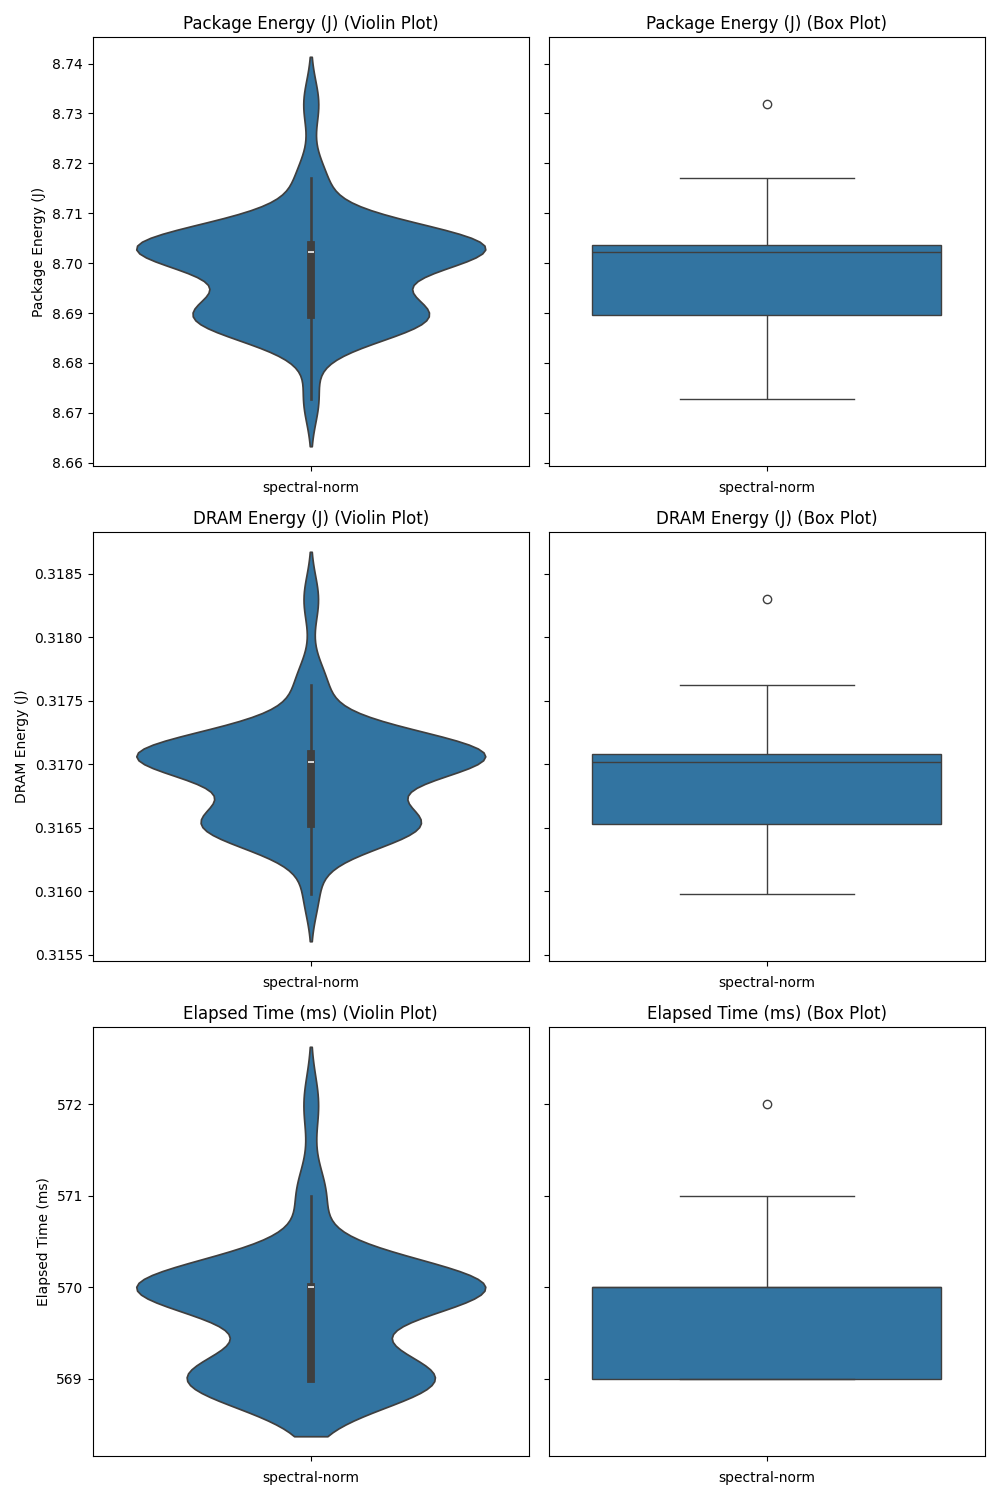 Package Energy (J) (Violin Plot)
Package Energy (J) (Box Plot)
8.74
8.73
8.72
8.71
8.70
8.69
8.68
8.67
8.66
Package Energy (J)
spectral-norm
spectral-norm
DRAM Energy (J) (Violin Plot)
DRAM Energy (J) (Box Plot)
0.3185
0.3180
0.3175
0.3170
0.3165
0.3160
0.3155
DRAM Energy (J)
spectral-norm
spectral-norm
Elapsed Time (ms) (Violin Plot)
Elapsed Time (ms) (Box Plot)
572
571
570
569
Elapsed Time (ms)
spectral-norm
spectral-norm